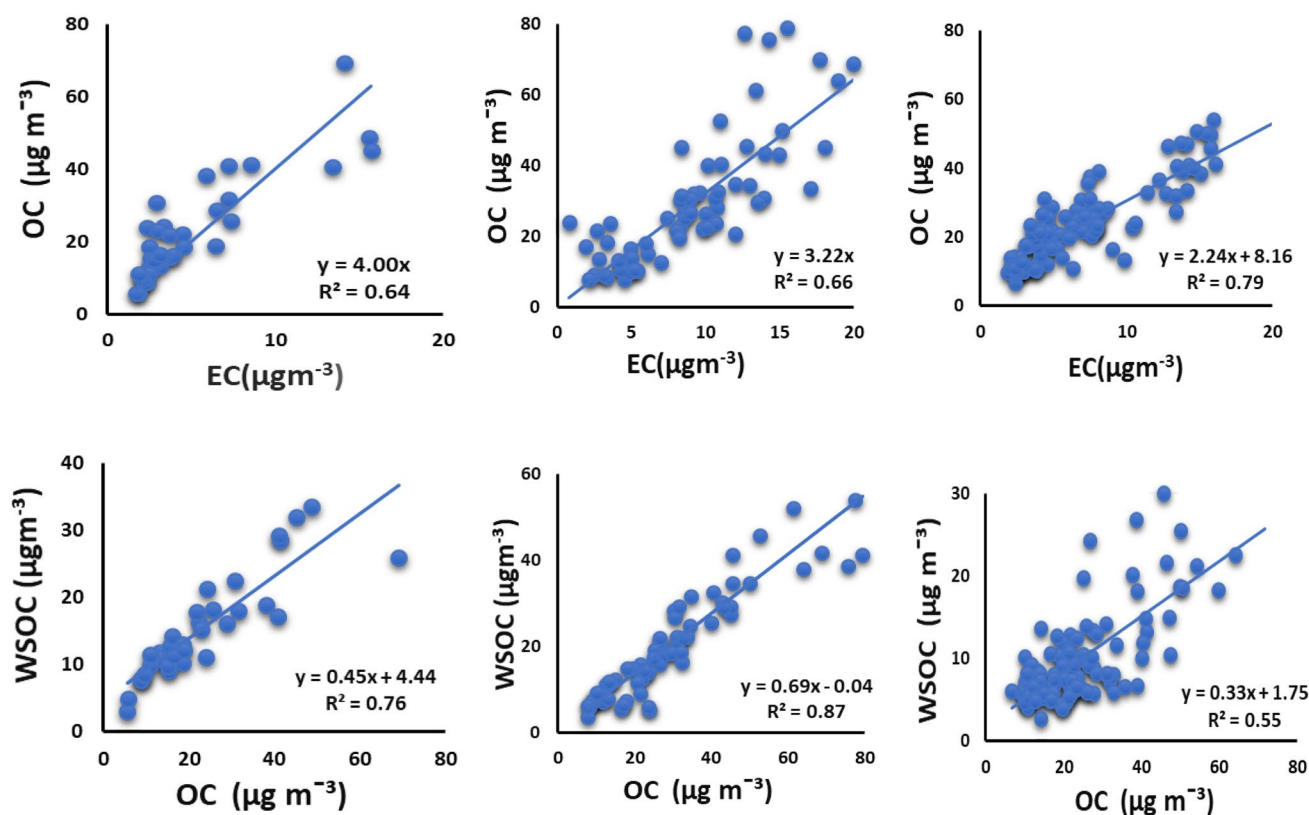 80
60
40
20
0
0
10
20
OC (µg m⁻³)
EC(µgm⁻³)
y = 4.00x
R² = 0.64
80
60
40
20
0
0
5
10
15
20
OC (µg m⁻³)
EC(µgm⁻³)
y = 3.22x
R² = 0.66
80
60
40
20
0
0
10
20
OC (µg m⁻³)
EC(µgm⁻³)
y = 2.24x + 8.16
R² = 0.79
40
30
20
10
0
0
20
40
60
80
WSOC (µgm⁻³)
OC (µg m⁻³)
y = 0.45x + 4.44
R² = 0.76
60
40
20
0
0
20
40
60
80
WSOC (µgm⁻³)
OC (µg m⁻³)
y = 0.69x - 0.04
R² = 0.87
30
20
10
0
0
20
40
60
80
WSOC (µg m⁻³)
OC (µg m⁻³)
y = 0.33x + 1.75
R² = 0.55